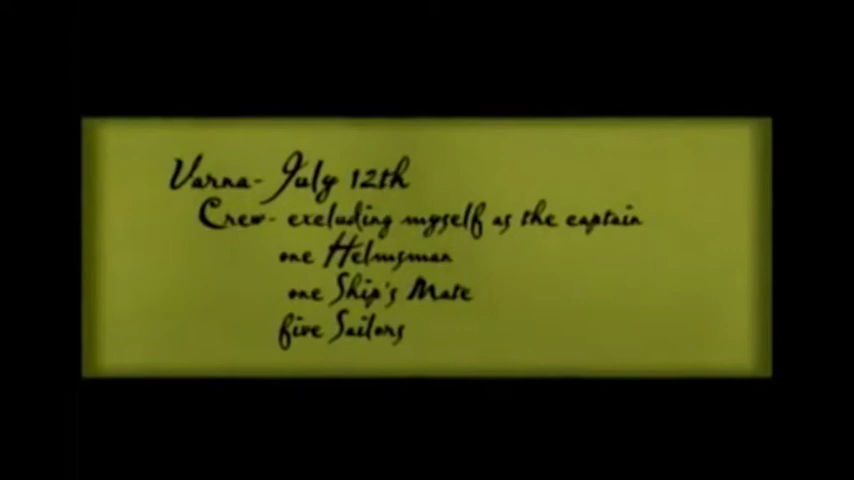 Varna- July 12th
Crew- excluding myself as the captain
one Helmsman
one Ship's Mate
five Sailors